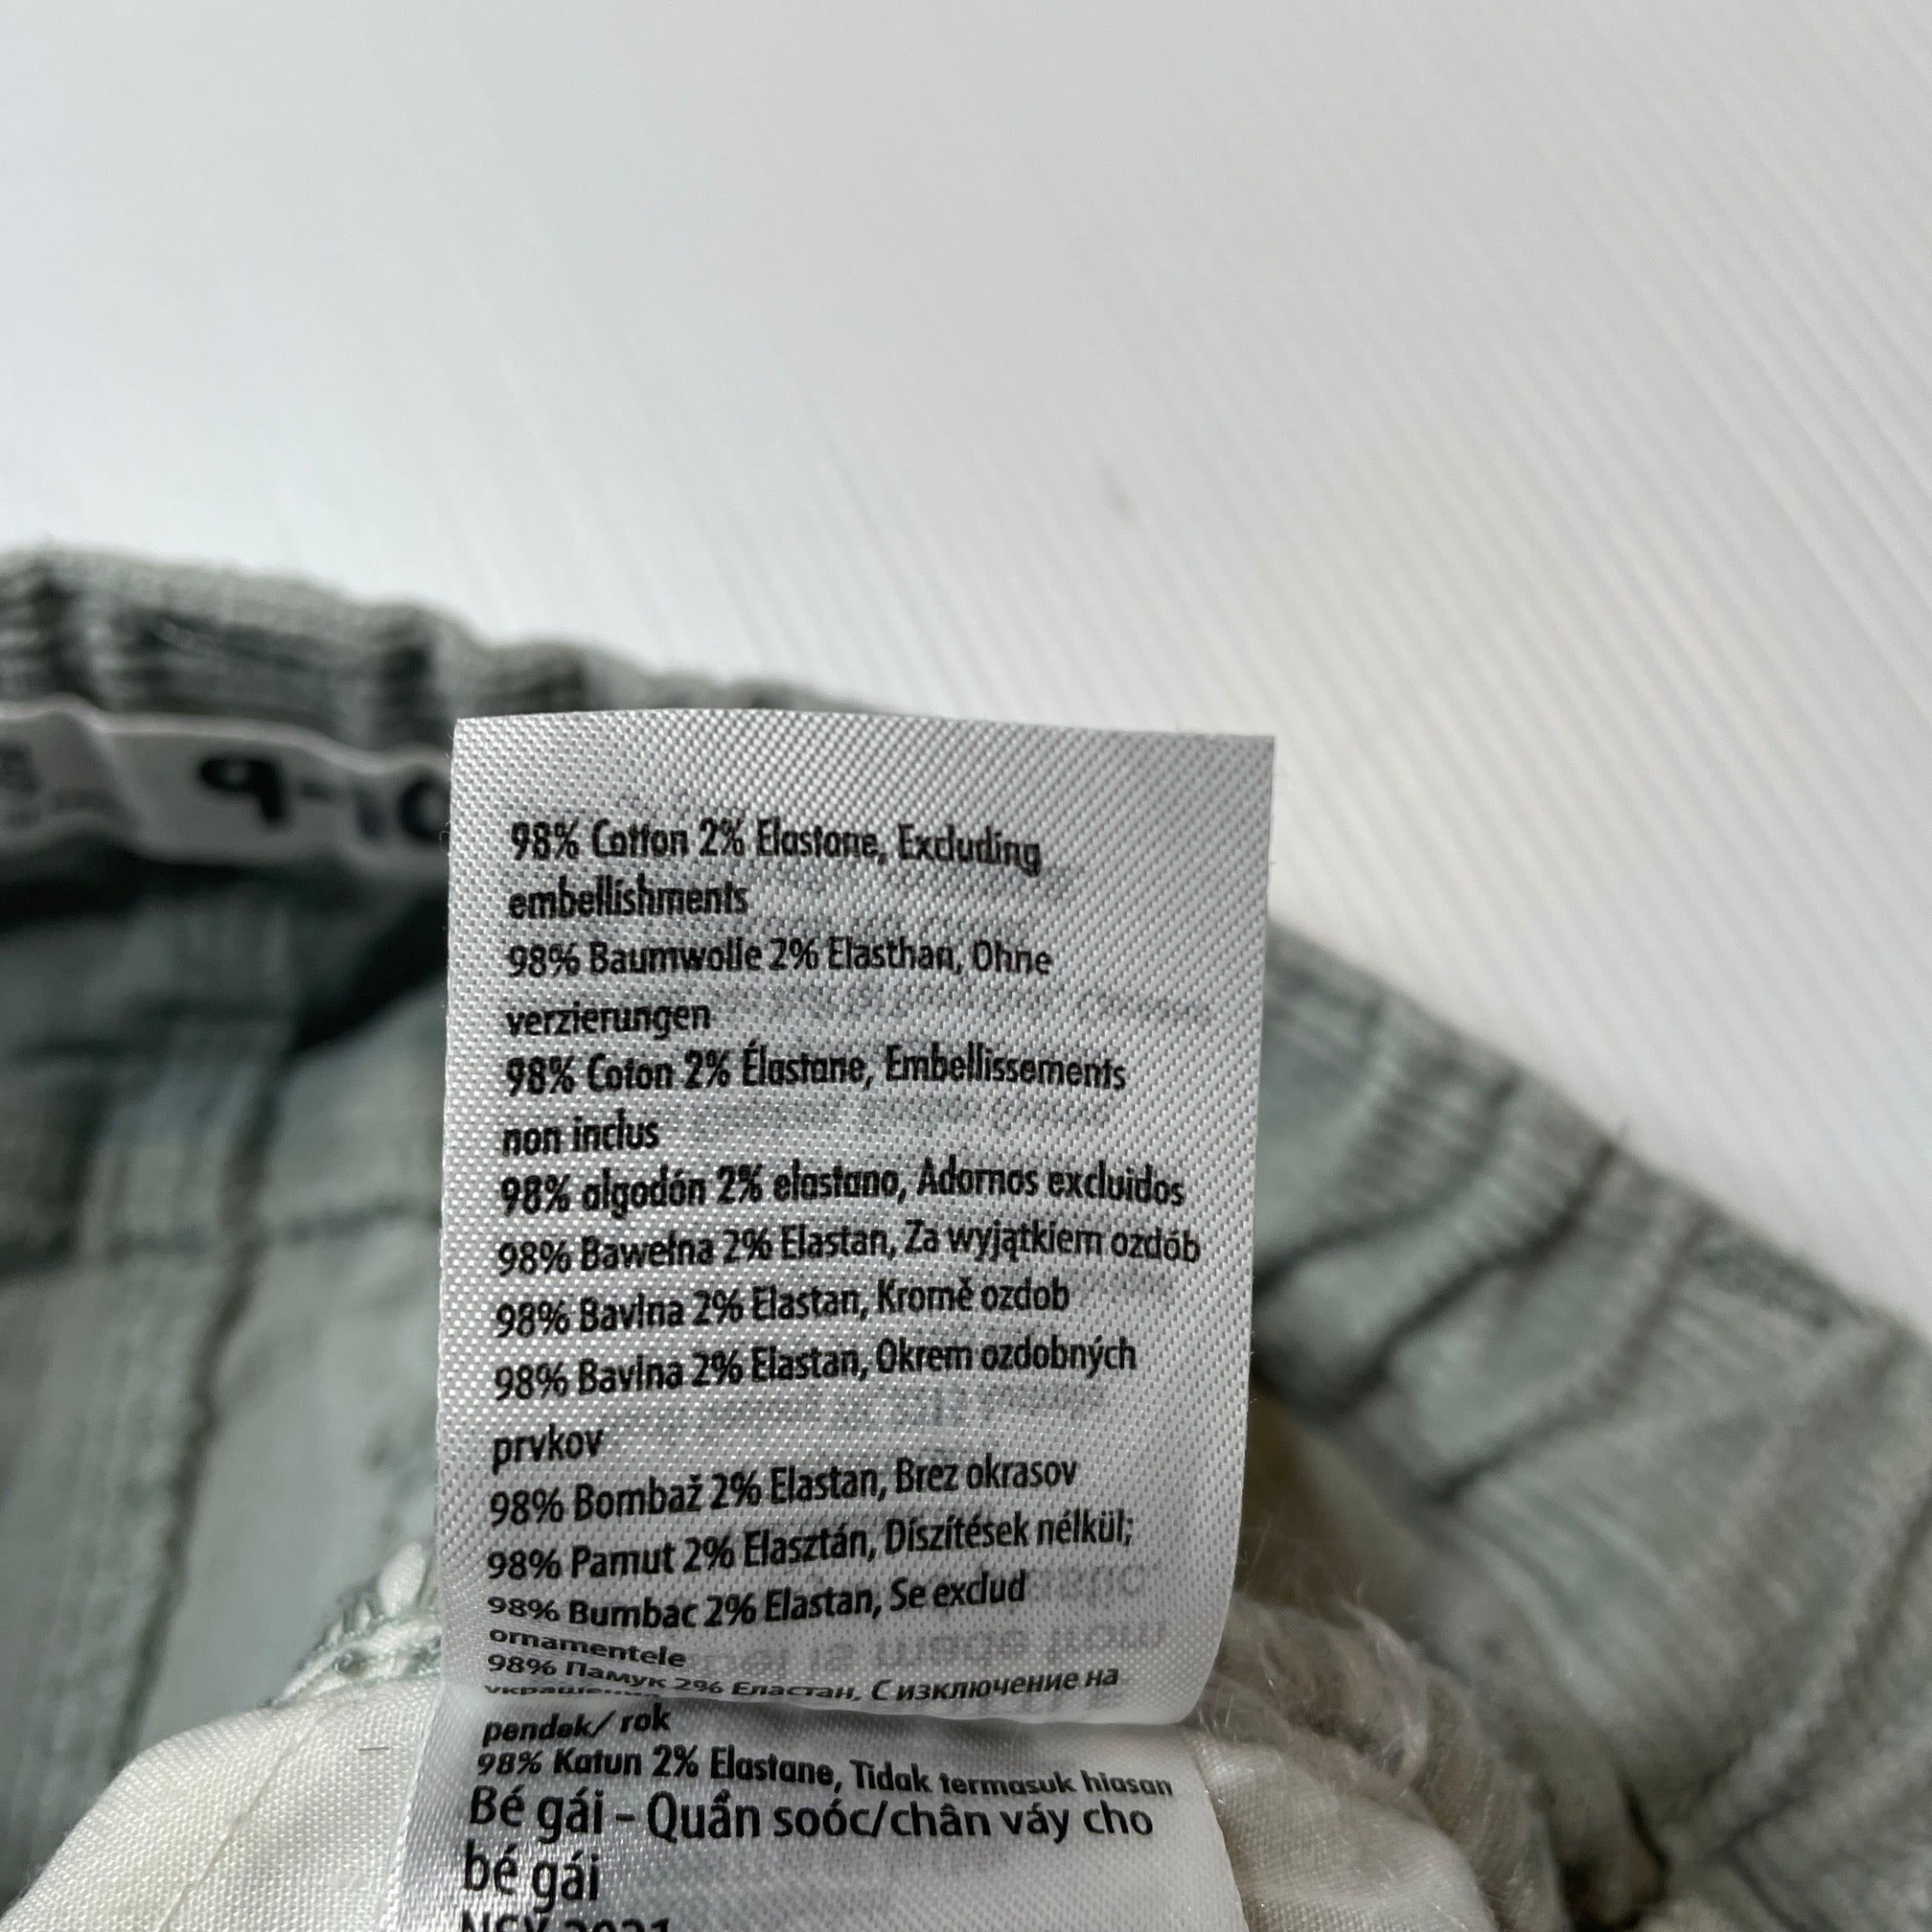 9-10
98% Cotton 2% Elastane, Excluding
embellishments
98% Baumwolle 2% Elasthan, Ohne
verzierungen
98% Coton 2% Élastane, Embellissements
non inclus
98% algodón 2% elastano, Adornos excluidos
98% Bawełna 2% Elastan, Za wyjątkiem ozdób
98% Bavlna 2% Elastan, Kromě ozdob
98% Bavlna 2% Elastan, Okrem ozdobných
prvkov
98% Bombaž 2% Elastan, Brez okrasov
98% Pamut 2% Elasztán, Díszítések nélkül;
98% Bumbac 2% Elastan, Se exclud
ornamentele
98% Памук 2% Еластан, С изключение на
pendek/ rok
98% Katun 2% Elastane, Tidak termasuk hiasan
Bé gái - Quần soóc/chân váy cho
bé gái